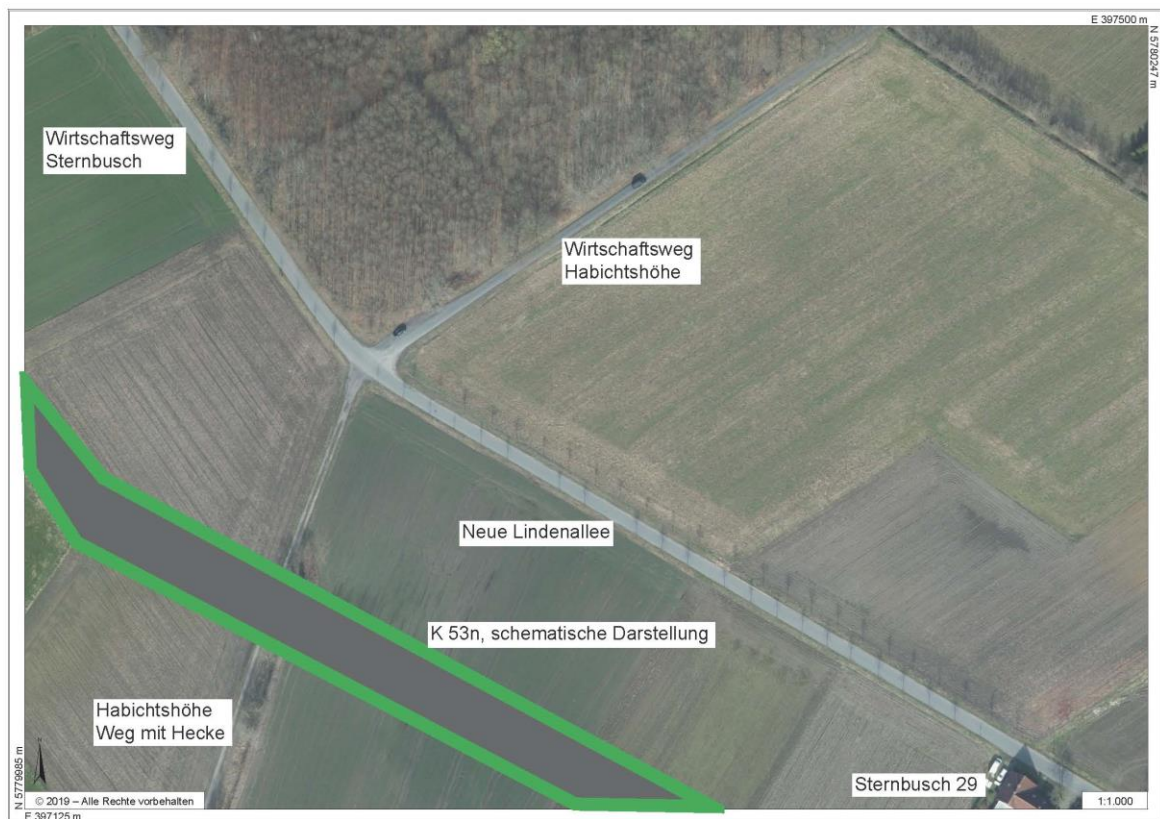 E 397500 m
N 5780247 m
Wirtschaftsweg
Sternbusch
Wirtschaftsweg
Habichtshöhe
Neue Lindenallee
K 53n, schematische Darstellung
Habichtshöhe
Weg mit Hecke
Sternbusch 29
N
N 5779985 m
© 2019 – Alle Rechte vorbehalten
1:1.000
E 397125 m